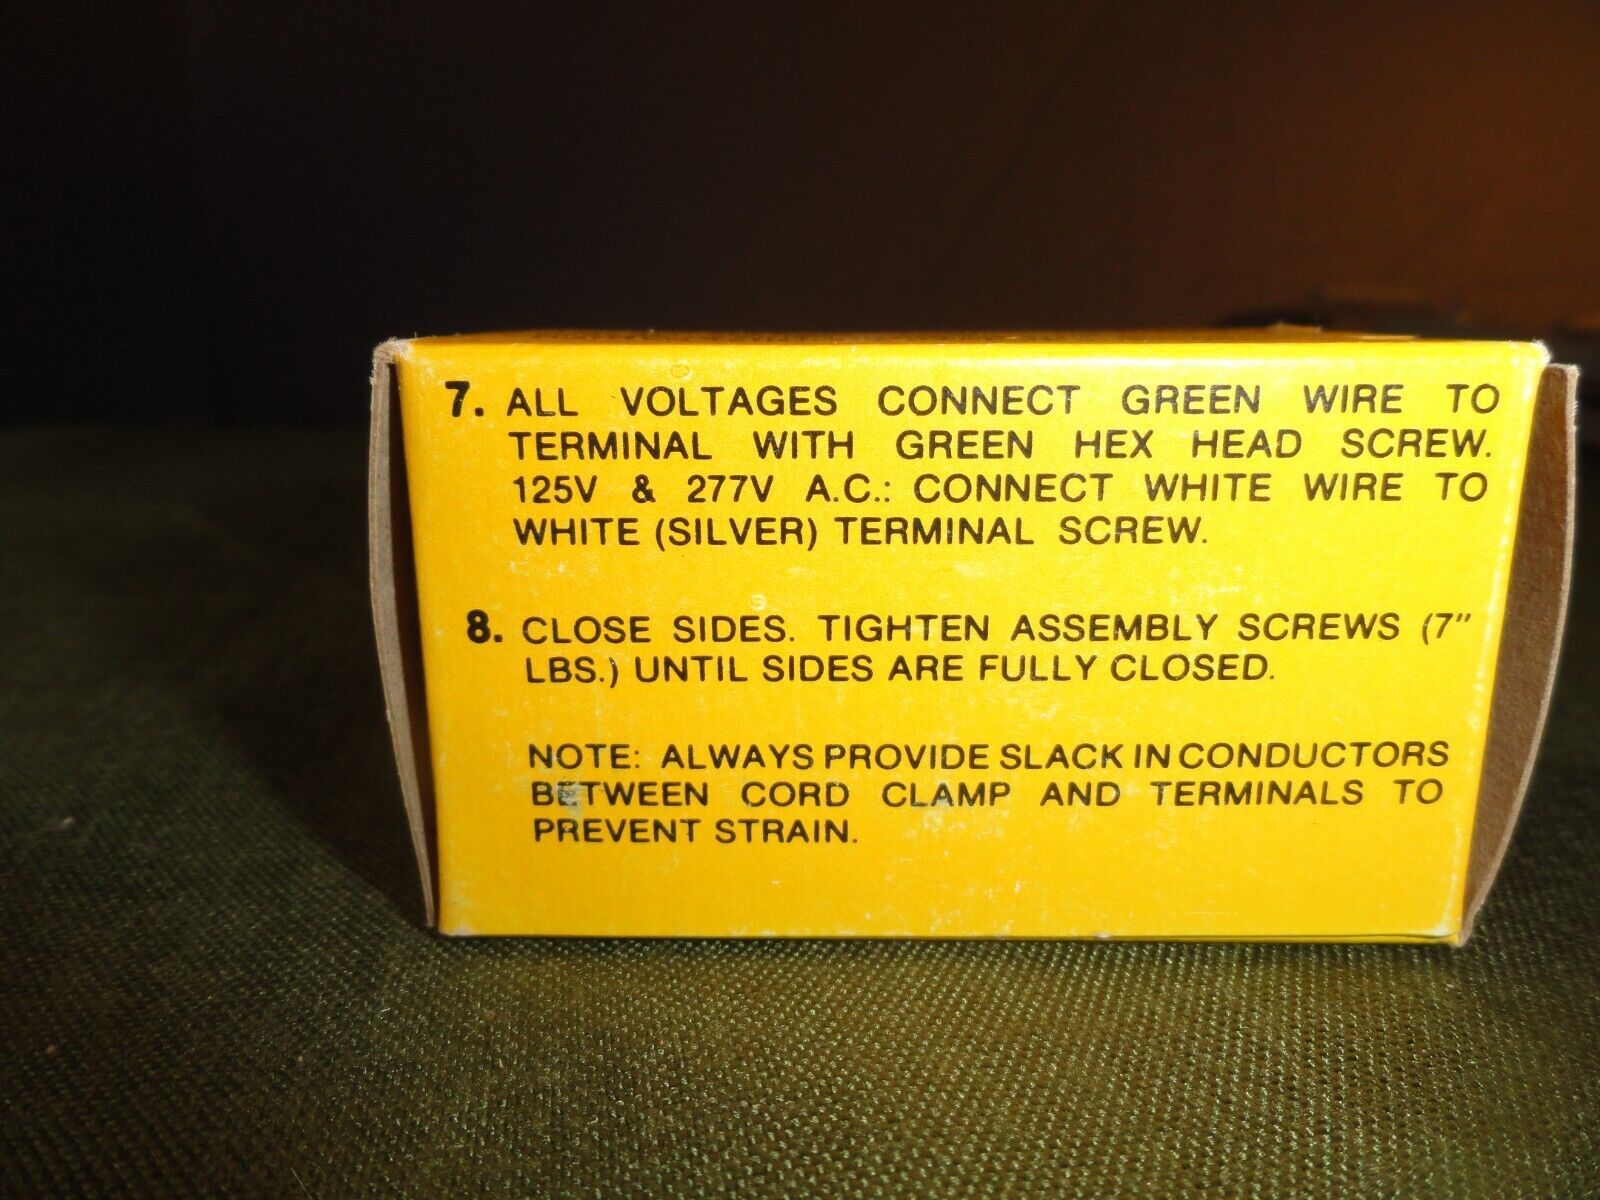 7. ALL VOLTAGES CONNECT GREEN WIRE TO
TERMINAL WITH GREEN HEX HEAD SCREW.
125V & 277V A.C.: CONNECT WHITE WIRE TO
WHITE (SILVER) TERMINAL SCREW.
8. CLOSE SIDES. TIGHTEN ASSEMBLY SCREWS (7"
LBS.) UNTIL SIDES ARE FULLY CLOSED.
NOTE: ALWAYS PROVIDE SLACK IN CONDUCTORS
BETWEEN CORD CLAMP AND TERMINALS TO
PREVENT STRAIN.